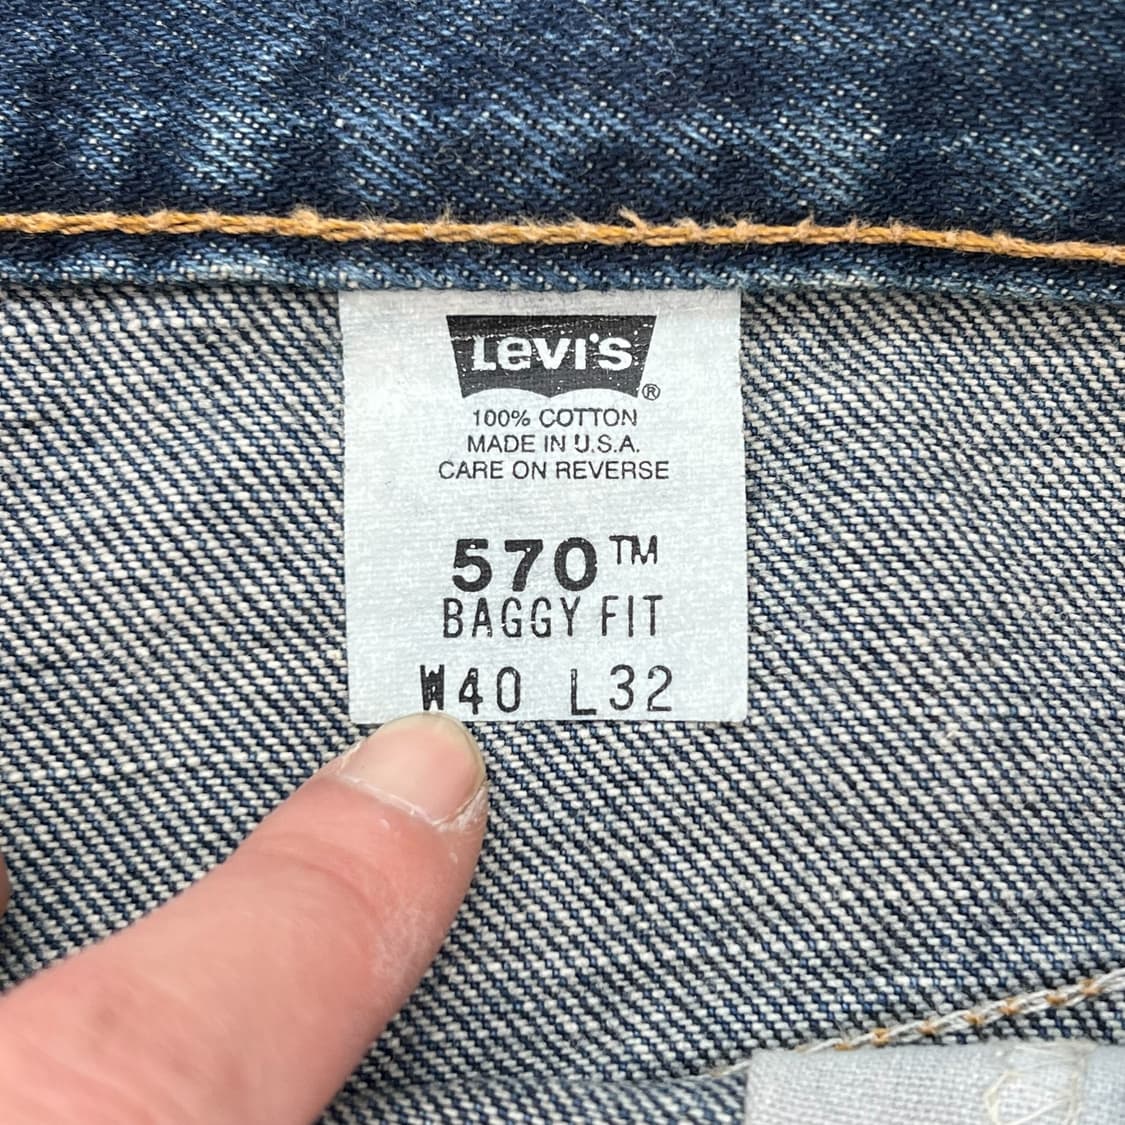 Levi's®
100% COTTON
MADE IN U.S.A.
CARE ON REVERSE
570™
BAGGY FIT
W40 L32